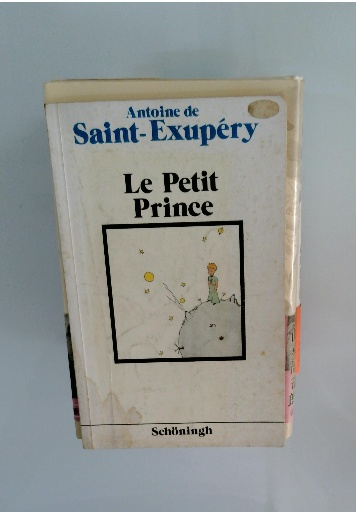 Antoine de
Saint-Exupéry
Le Petit
Prince
Schöningh